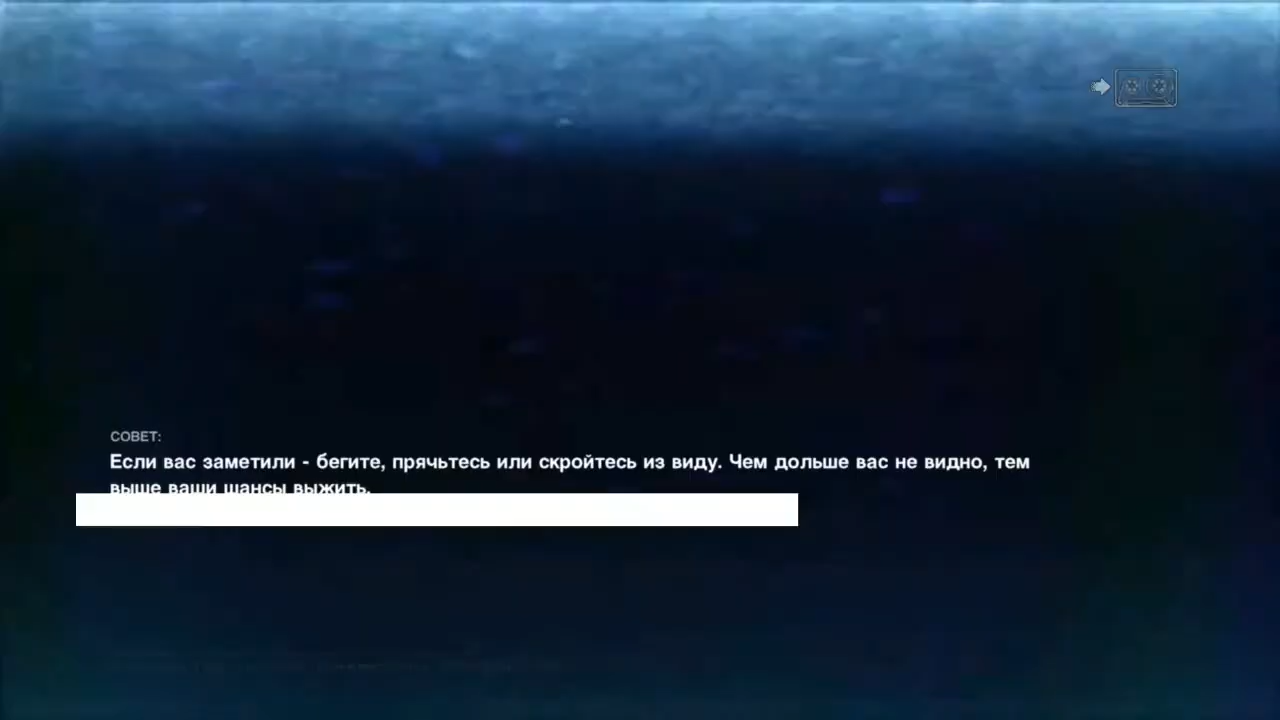 СОВЕТ:
Если вас заметили - бегите, прячьтесь или скройтесь из виду. Чем дольше вас не видно, тем
выше ваши шансы выжить.